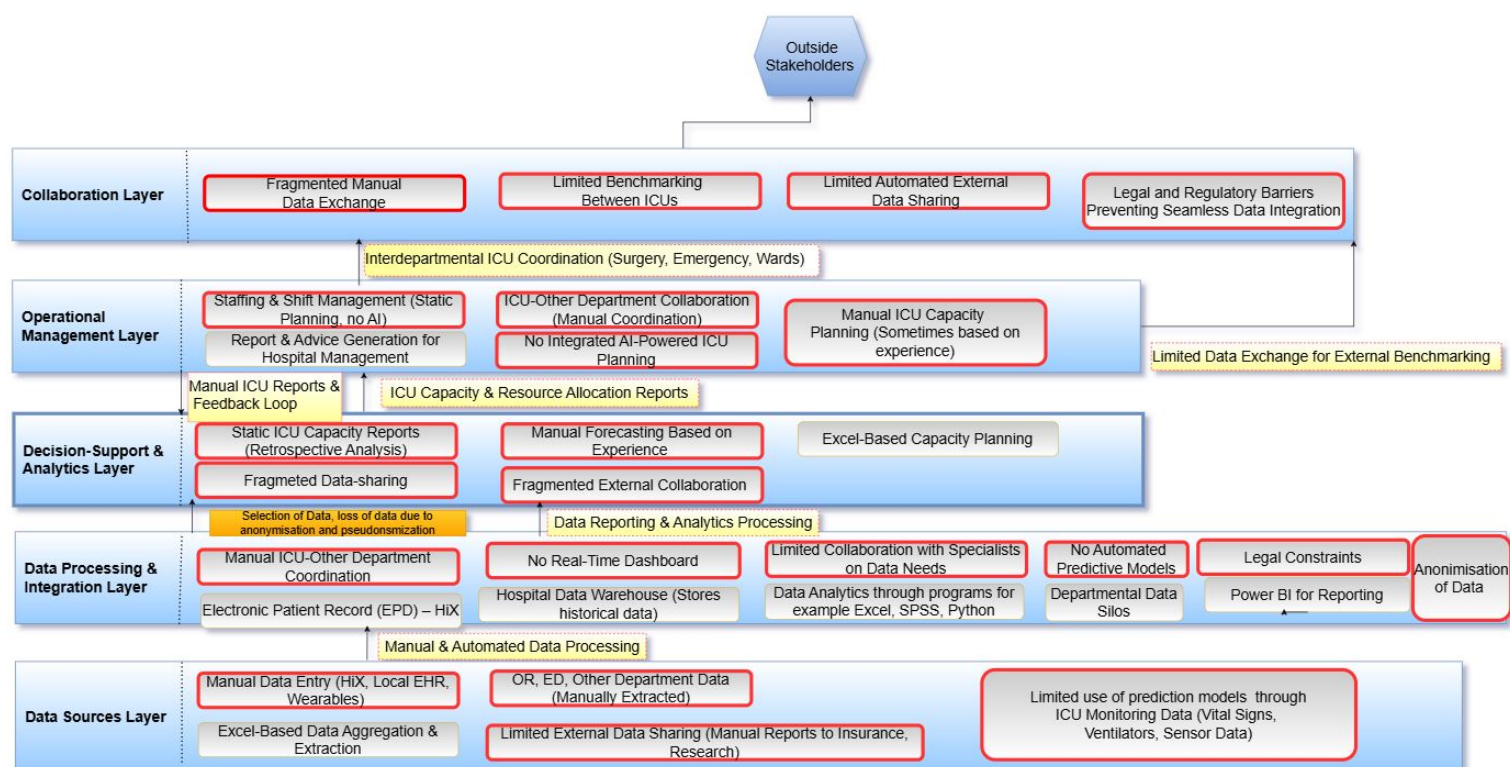 Outside
Stakeholders
Collaboration Layer
Fragmented Manual
Data Exchange
Limited Benchmarking
Between ICUs
Limited Automated External
Data Sharing
Legal and Regulatory Barriers
Preventing Seamless Data Integration
Interdepartmental ICU Coordination (Surgery, Emergency, Wards)
Operational
Management Layer
Staffing & Shift Management (Static
Planning, no AI)
ICU-Other Department Collaboration
(Manual Coordination)
Manual ICU Capacity
Planning (Sometimes based on
experience)
Report & Advice Generation for
Hospital Management
No Integrated AI-Powered ICU
Planning
Limited Data Exchange for External Benchmarking
Manual ICU Reports &
Feedback Loop
ICU Capacity & Resource Allocation Reports
Decision-Support &
Analytics Layer
Static ICU Capacity Reports
(Retrospective Analysis)
Manual Forecasting Based on
Experience
Excel-Based Capacity Planning
Fragmeted Data-sharing
Fragmented External Collaboration
Selection of Data, loss of data due to
anonymisation and pseudonsmization
Data Reporting & Analytics Processing
Data Processing &
Integration Layer
Manual ICU-Other Department
Coordination
No Real-Time Dashboard
Limited Collaboration with Specialists
on Data Needs
No Automated
Predictive Models
Legal Constraints
Anonimisation
of Data
Electronic Patient Record (EPD) – HiX
Hospital Data Warehouse (Stores
historical data)
Data Analytics through programs for
example Excel, SPSS, Python
Departmental Data
Silos
Power BI for Reporting
Manual & Automated Data Processing
Data Sources Layer
Manual Data Entry (HiX, Local EHR,
Wearables)
OR, ED, Other Department Data
(Manually Extracted)
Limited use of prediction models through
ICU Monitoring Data (Vital Signs,
Ventilators, Sensor Data)
Excel-Based Data Aggregation &
Extraction
Limited External Data Sharing (Manual Reports to Insurance,
Research)